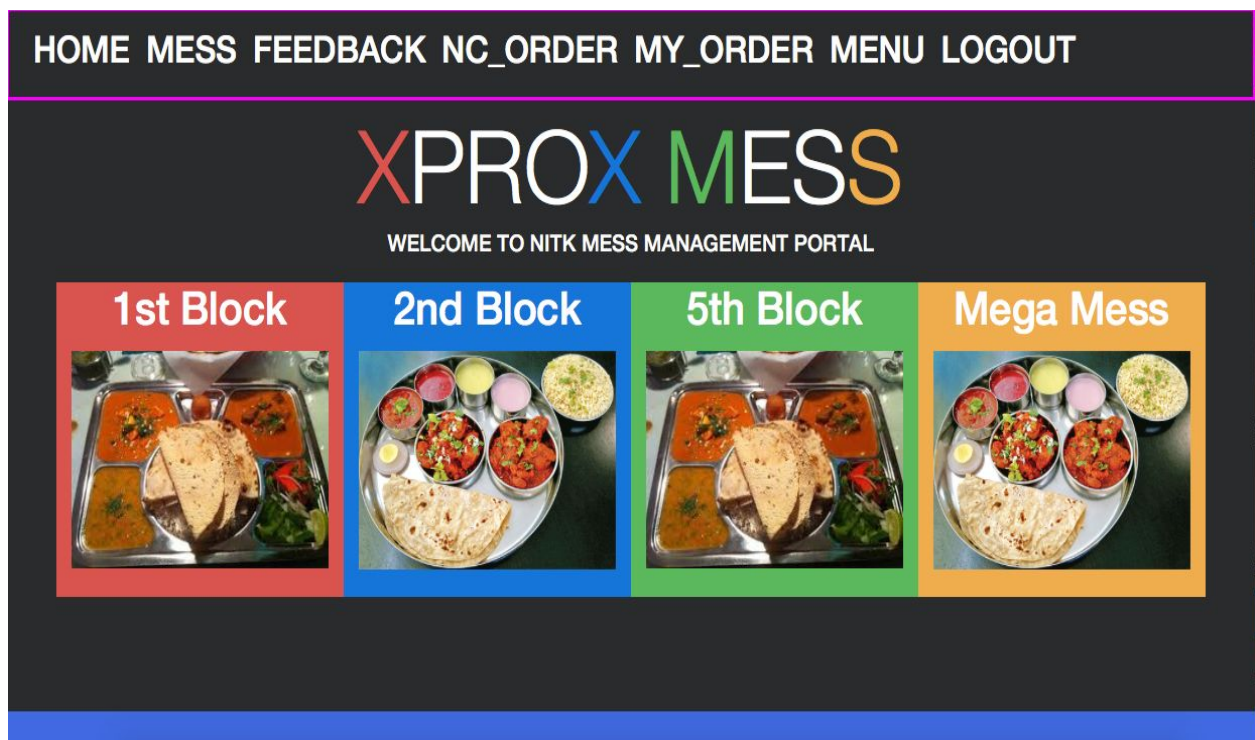 HOME MESS FEEDBACK NC_ORDER MY_ORDER MENU LOGOUT
XPROX MESS
WELCOME TO NITK MESS MANAGEMENT PORTAL
1st Block 2nd Block 5th Block Mega Mess